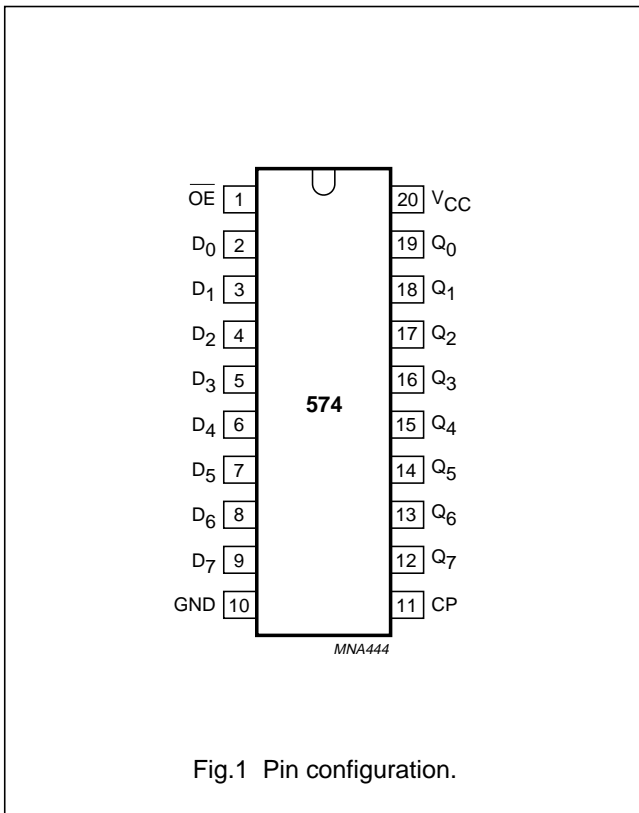 OE 1 20 VCC
D0 2 19 Q0
D1 3 18 Q1
D2 4 17 Q2
D3 5 16 Q3
574
D4 6 15 Q4
D5 7 14 Q5
D6 8 13 Q6
D7 9 12 Q7
GND 10 11 CP
MNA444
Fig.1 Pin configuration.